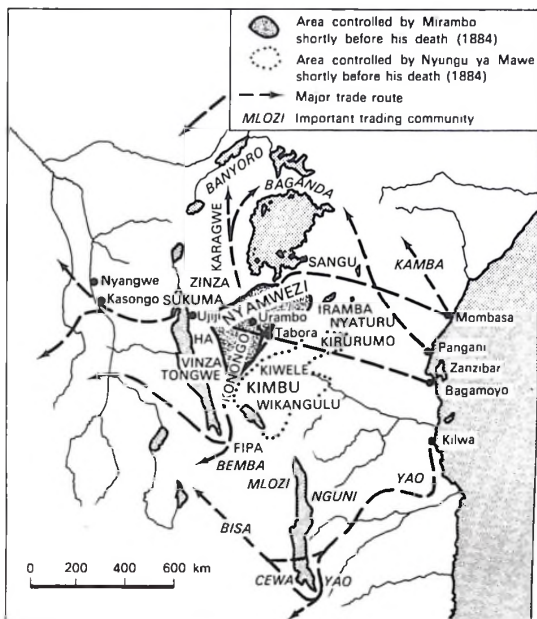 Area controlled by Mirambo
shortly before his death (1884)
Area controlled by Nyungu ya Mawe
shortly before his death (1884)
Major trade route
MLOZI Important trading community
BANYORO
BAGANDA
KARAGWE
SANGU
KAMBA
Nyangwe
ZINZA
Kasongo
SUKUMA
NYAMWEZI
IRAMBA
Mombasa
Ujiji
Urambo
NYATURU
HA
Tabora
KIRURUMO
Pangani
VINZA
KONONGO
KIWELE
Zanzibar
TONGWE
KIMBU
Bagamoyo
WIKANGULU
FIPA
Kilwa
BEMBA
MLOZI
NGUNI
YAO
BISA
0 200 400 600 km
CEWA
YAO